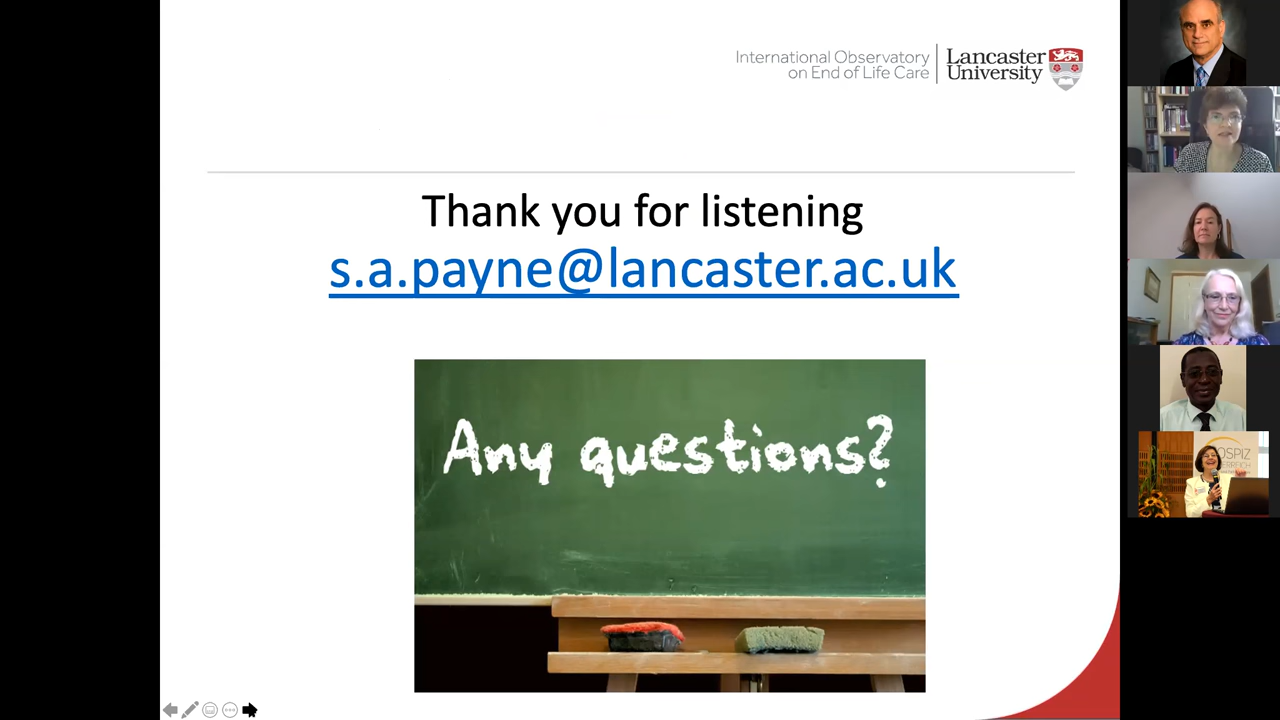 International Observatory
on End of Life Care
Lancaster
University
Thank you for listening
s.a.payne@lancaster.ac.uk
Any questions?